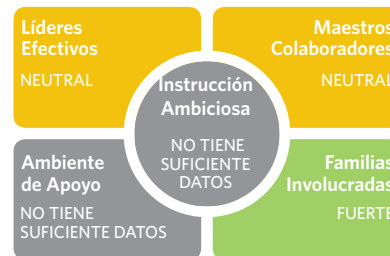 Líderes
Efectivos
NEUTRAL
Maestros
Colaboradores
NEUTRAL
Instrucción
Ambiciosa
NO TIENE
SUFICIENTE
DATOS
Ambiente
de Apoyo
NO TIENE
SUFICIENTE DATOS
Familias
Involucradas
FUERTE